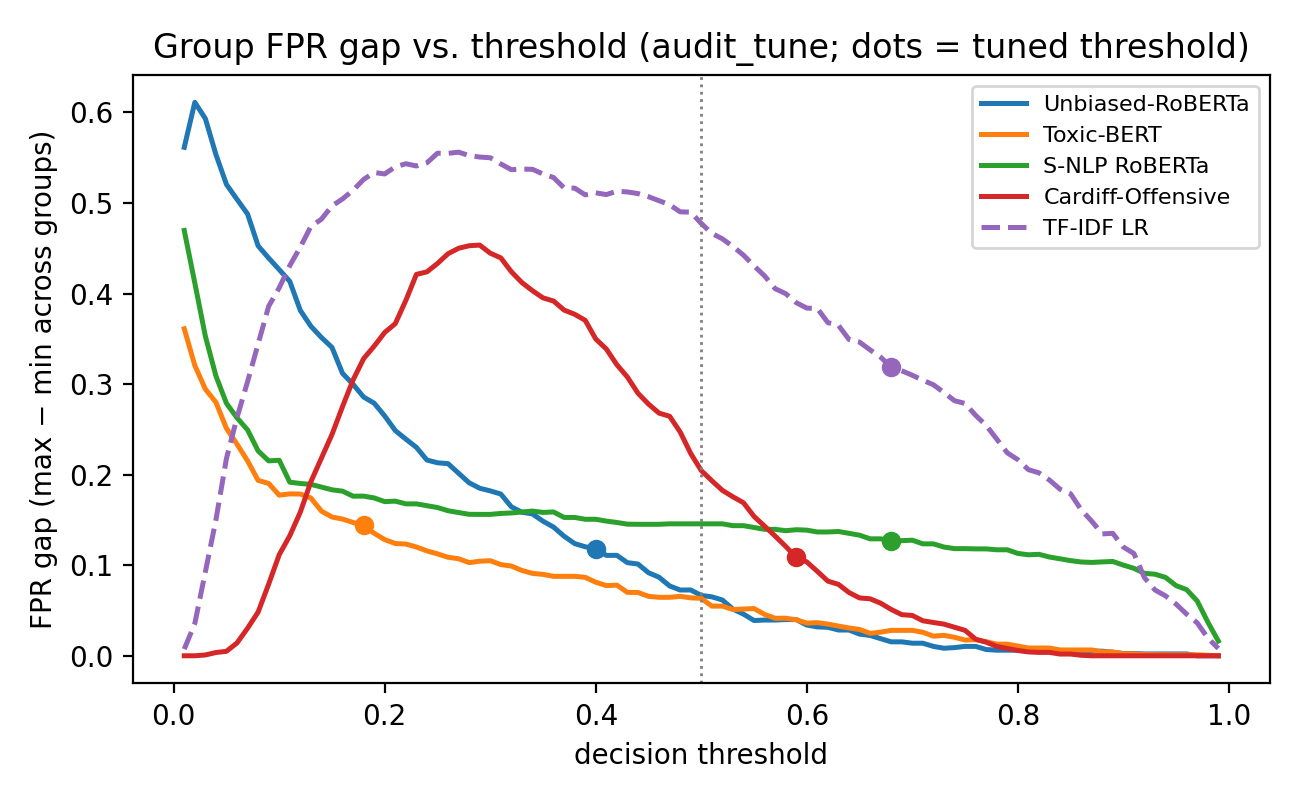 Group FPR gap vs. threshold (audit_tune; dots = tuned threshold)
FPR gap (max − min across groups)
0.6
0.5
0.4
0.3
0.2
0.1
0.0
Unbiased-RoBERTa
Toxic-BERT
S-NLP RoBERTa
Cardiff-Offensive
TF-IDF LR
0.0 0.2 0.4 0.6 0.8 1.0
decision threshold